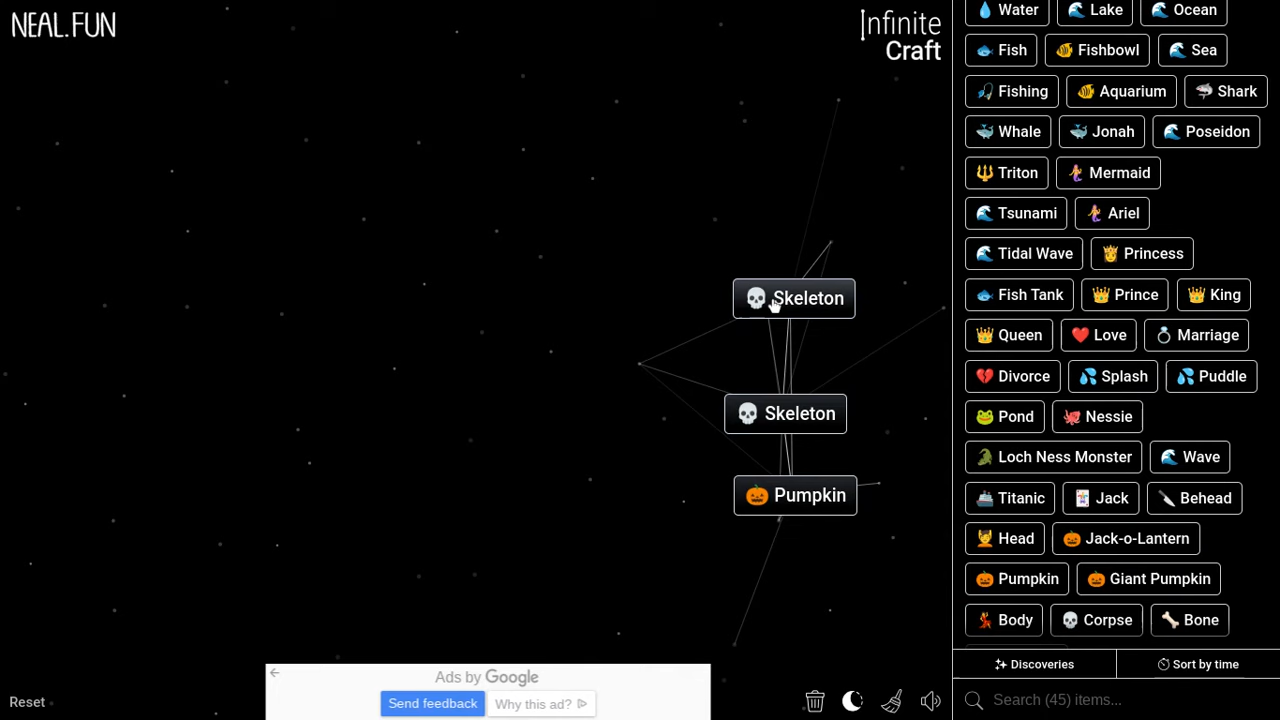 NEAL.FUN
Infinite
Craft
Skeleton
Skeleton
Pumpkin
Water Lake Ocean
Fish Fishbowl Sea
Fishing Aquarium Shark
Whale Jonah Poseidon
Triton Mermaid
Tsunami Ariel
Tidal Wave Princess
Fish Tank Prince King
Queen Love Marriage
Divorce Splash Puddle
Pond Nessie
Loch Ness Monster Wave
Titanic Jack Behead
Head Jack-o-Lantern
Pumpkin Giant Pumpkin
Body Corpse Bone
Discoveries Sort by time
Search (45) items...
Ads by Google
Send feedback Why this ad?
Reset